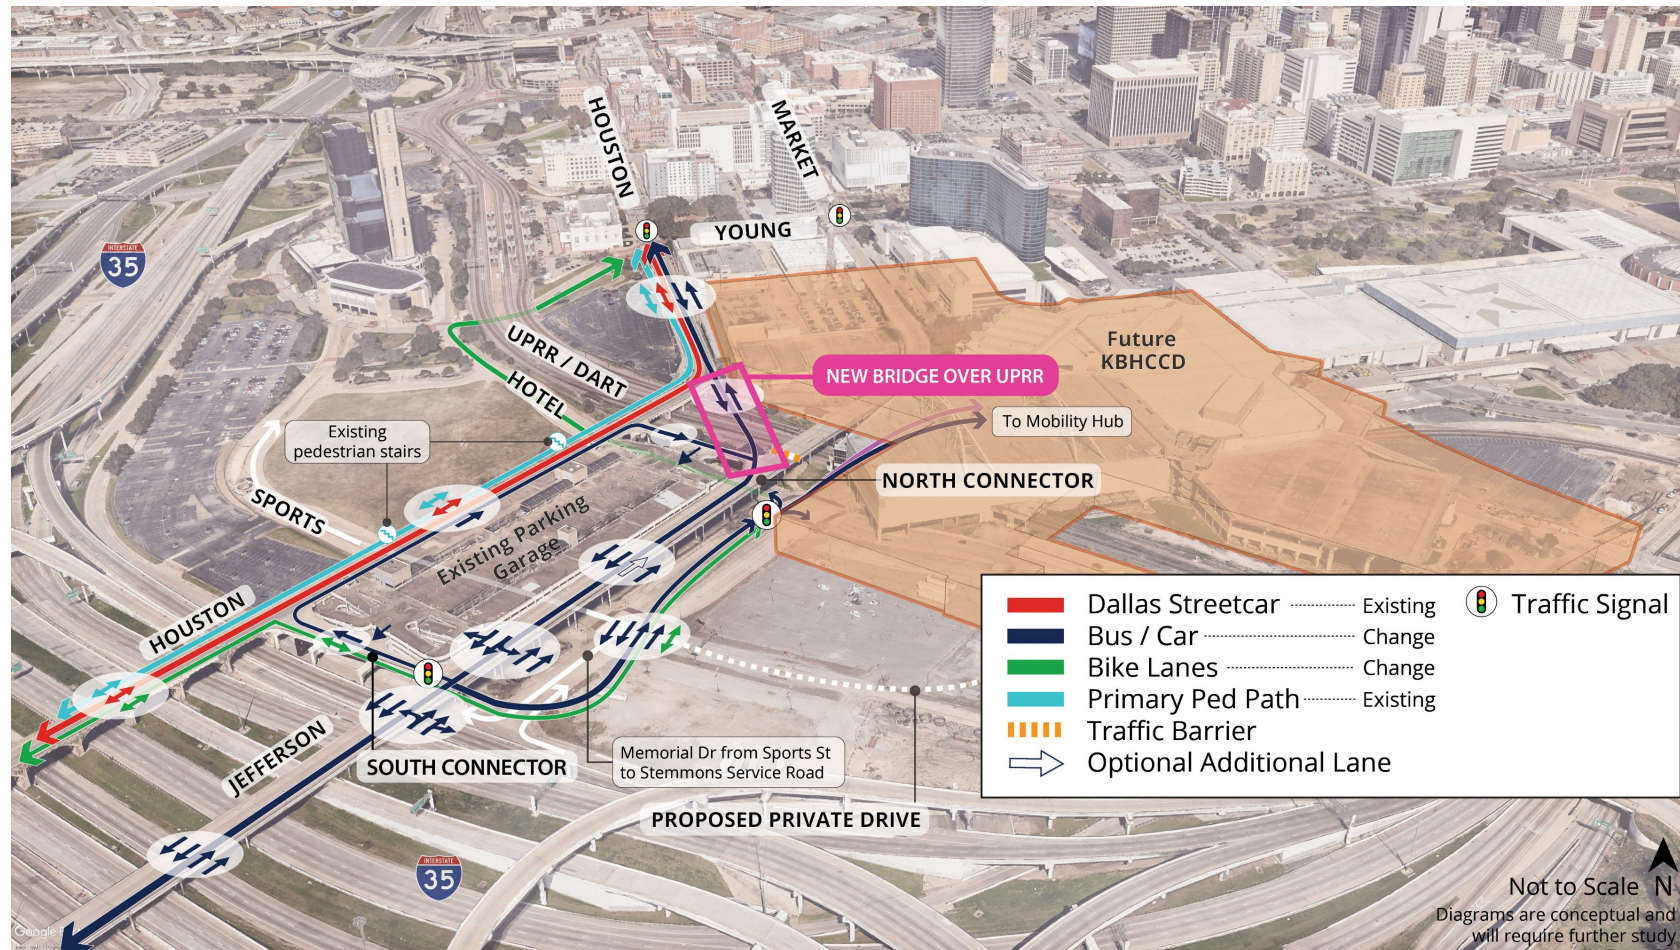 HOUSTON
MARKET
YOUNG
INTERSTATE
35
UPRR / DART
HOTEL
Future
KBHCCD
NEW BRIDGE OVER UPRR
To Mobility Hub
Existing
pedestrian stairs
NORTH CONNECTOR
SPORTS
Existing Parking
Garage
HOUSTON
JEFFERSON
SOUTH CONNECTOR
Memorial Dr from Sports St
to Stemmons Service Road
PROPOSED PRIVATE DRIVE
INTERSTATE
35
Dallas Streetcar Existing
Bus / Car Change
Bike Lanes Change
Primary Ped Path Existing
Traffic Barrier
Optional Additional Lane
Traffic Signal
Not to Scale N
Diagrams are conceptual and
will require further study
Google